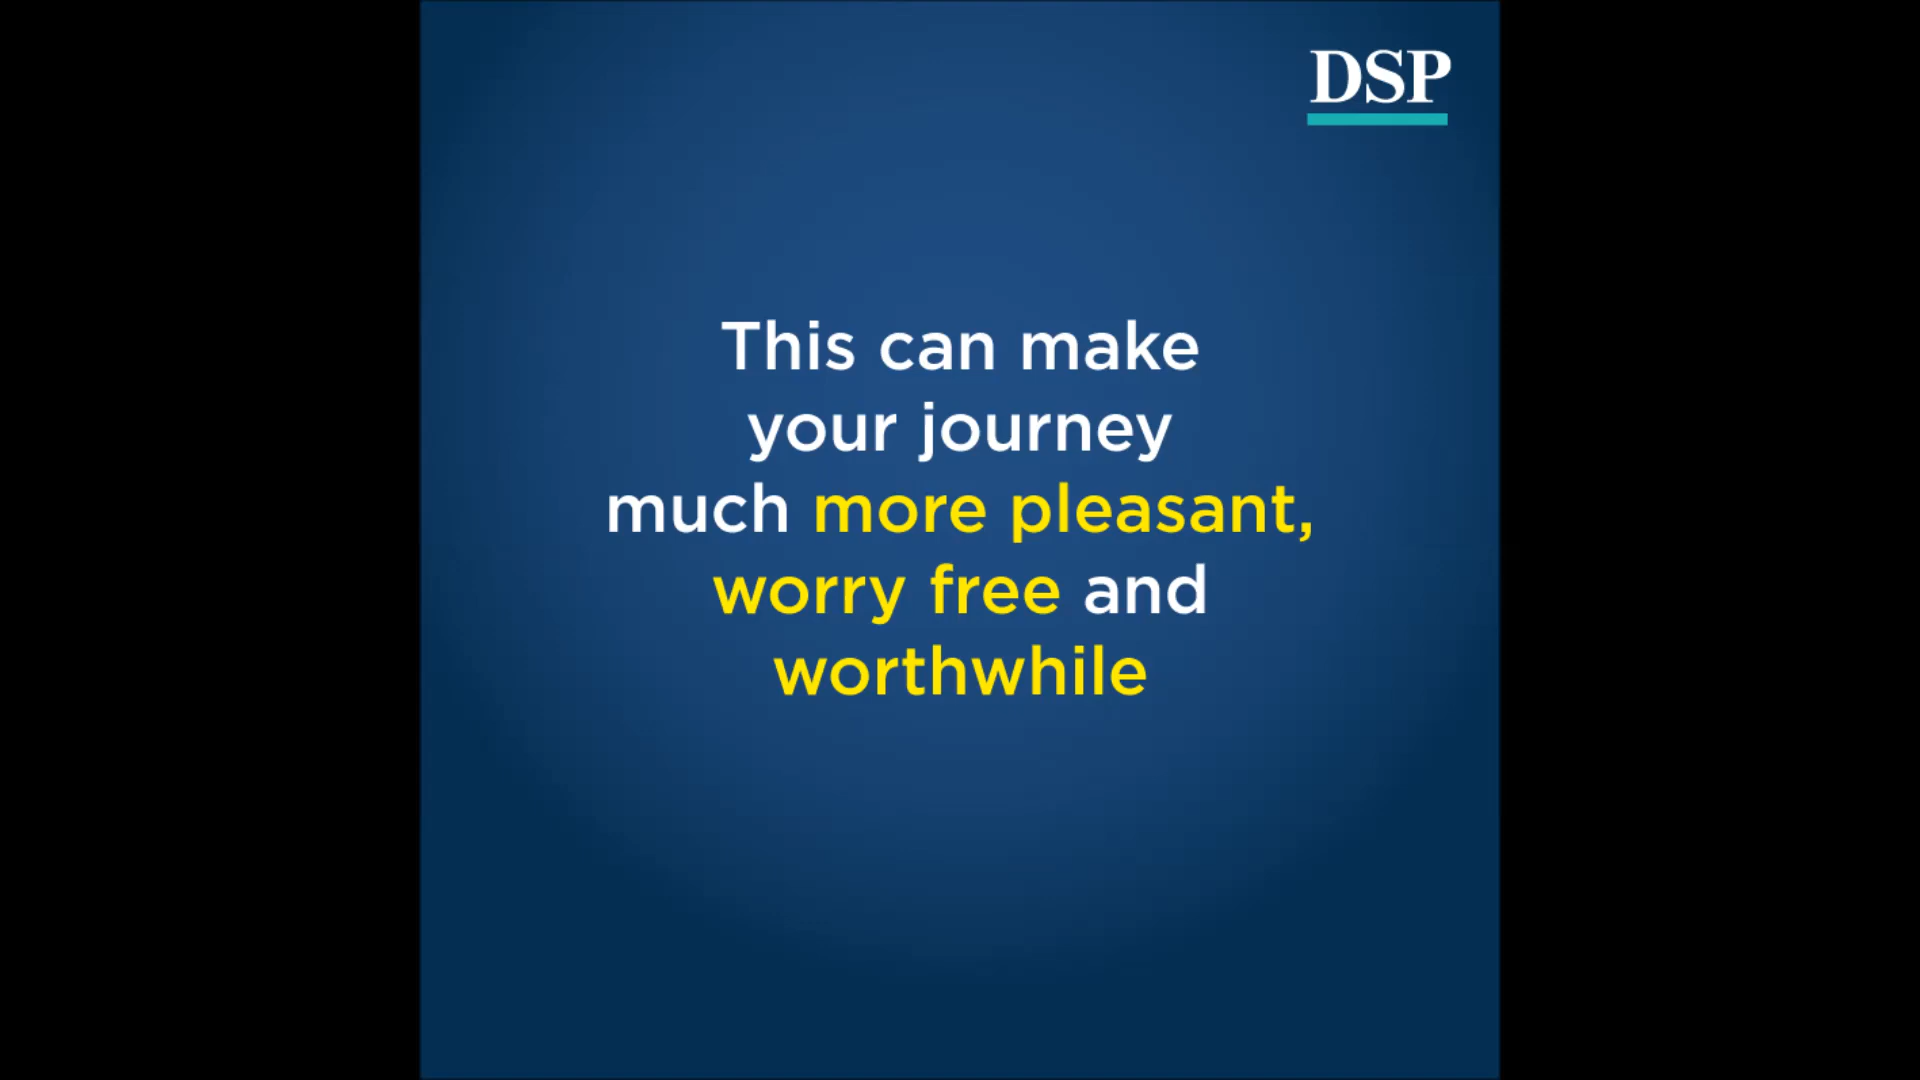 DSP
This can make
your journey
much more pleasant,
worry free and
worthwhile